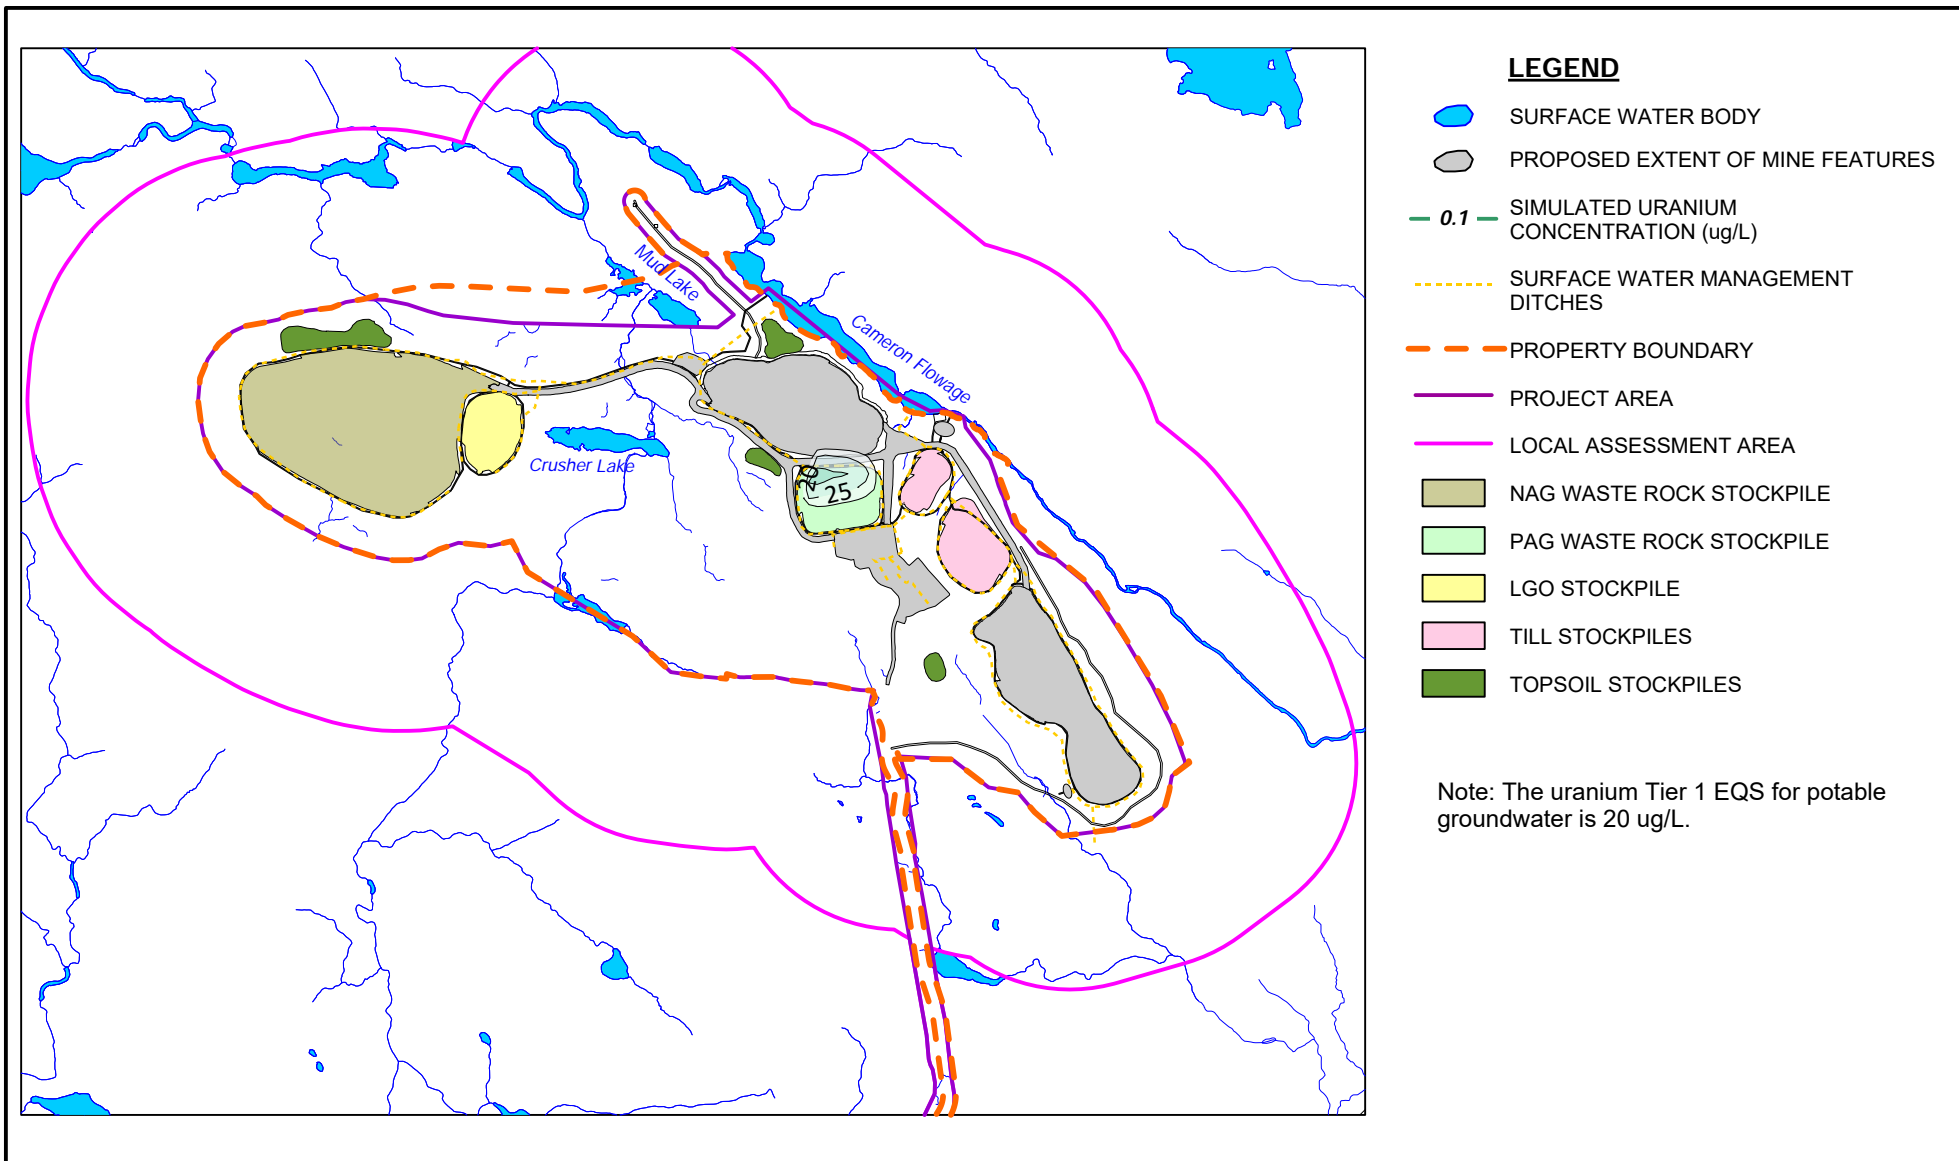 LEGEND
SURFACE WATER BODY
PROPOSED EXTENT OF MINE FEATURES
0.1
SIMULATED URANIUM
CONCENTRATION (ug/L)
SURFACE WATER MANAGEMENT
DITCHES
PROPERTY BOUNDARY
PROJECT AREA
LOCAL ASSESSMENT AREA
NAG WASTE ROCK STOCKPILE
PAG WASTE ROCK STOCKPILE
LGO STOCKPILE
TILL STOCKPILES
TOPSOIL STOCKPILES
Note: The uranium Tier 1 EQS for potable
groundwater is 20 ug/L.
Mud Lake
Cameron Flowage
Crusher Lake
20
25